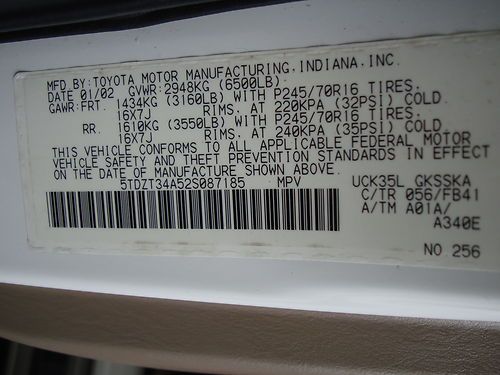 MFD.BY:TOYOTA MOTOR MANUFACTURING,INDIANA,INC.
DATE 01/02 GVWR:2948KG (6500LB)
GAWR:FRT. 1434KG (3160LB) WITH P245/70R16 TIRES,
16X7J RIMS, AT 220KPA (32PSI) COLD
RR. 1610KG (3550LB) WITH P245/70R16 TIRES,
16X7J RIMS, AT 240KPA (35PSI) COLD
THIS VEHICLE CONFORMS TO ALL APPLICABLE FEDERAL MOTOR
VEHICLE SAFETY AND THEFT PREVENTION STANDARDS IN EFFECT
ON THE DATE OF MANUFACTURE SHOWN ABOVE.
5TDZT34A52S087185 MPV UCK35L GKSSKA
C/TR 056/FB41
A/TM A01A/
A340E
NO.256